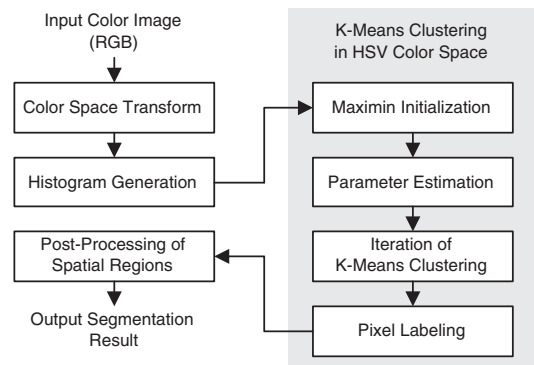 Input Color Image
(RGB)
Color Space Transform
Histogram Generation
Post-Processing of
Spatial Regions
Output Segmentation
Result
K-Means Clustering
in HSV Color Space
Maximin Initialization
Parameter Estimation
Iteration of
K-Means Clustering
Pixel Labeling